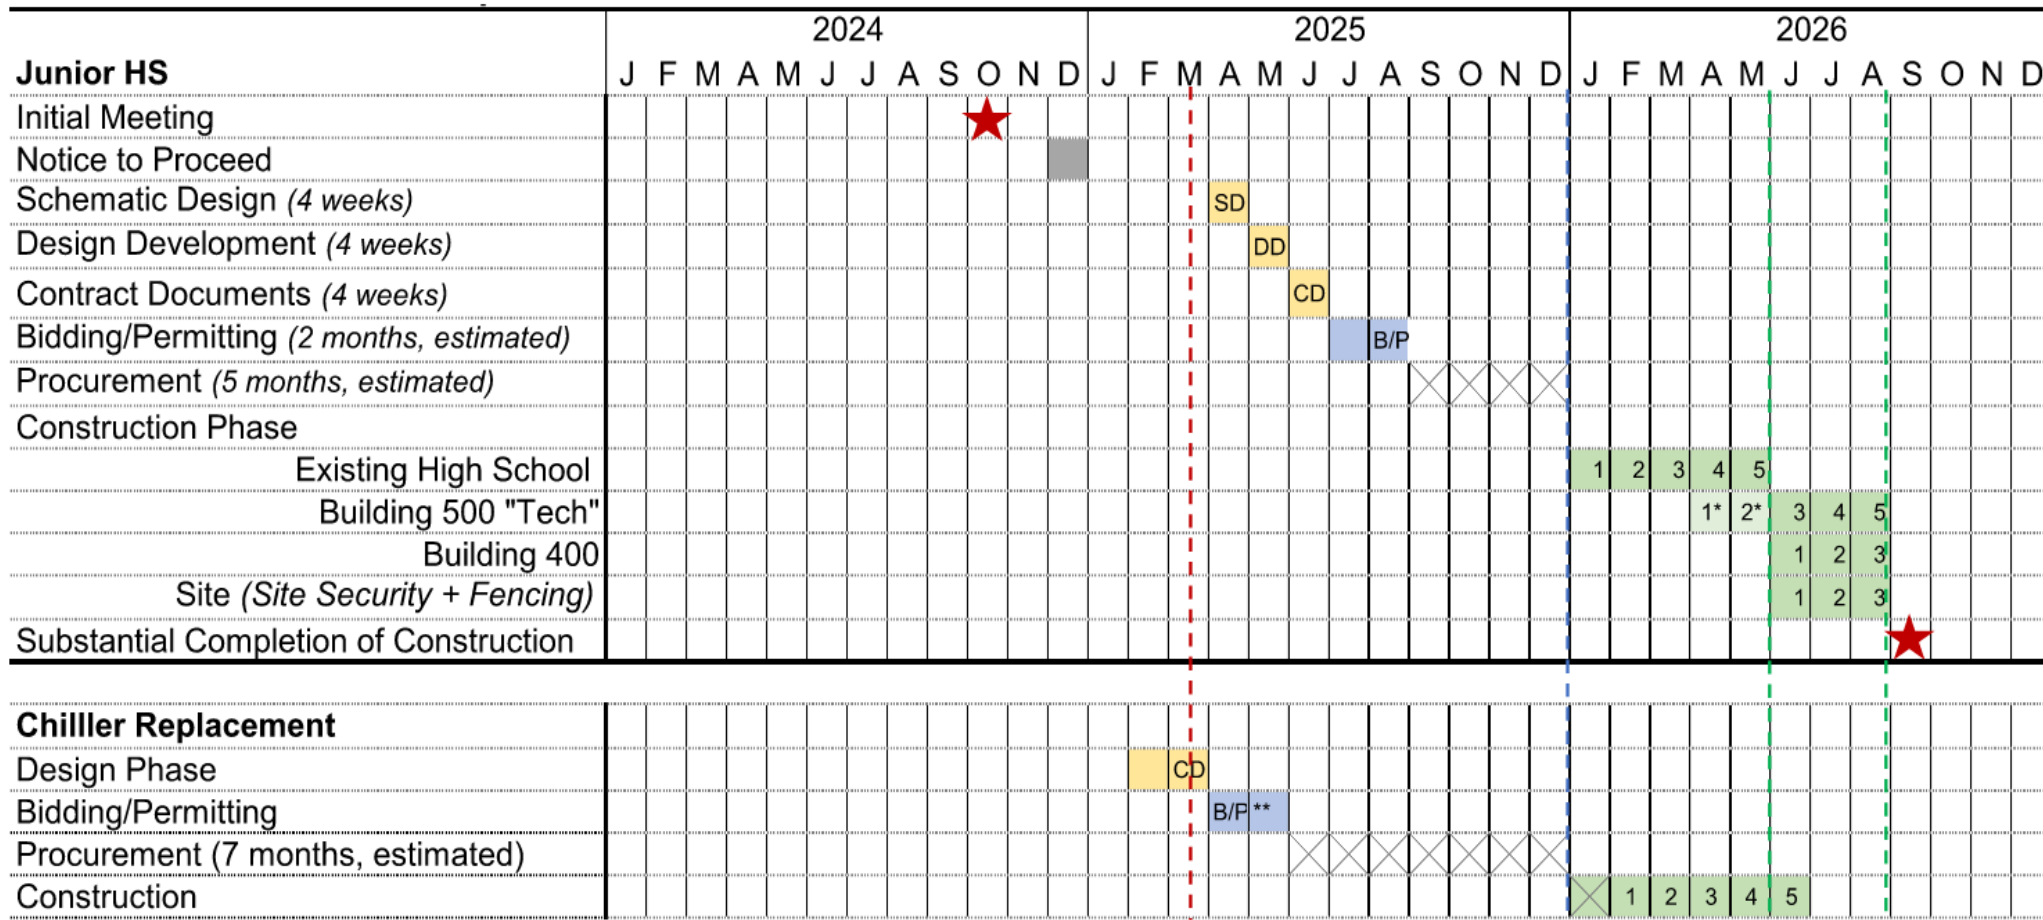 2024 2025 2026
Junior HS J F M A M J J A S O N D J F M A M J J A S O N D J F M A M J J A S O N D
Initial Meeting
Notice to Proceed
Schematic Design (4 weeks) SD
Design Development (4 weeks) DD
Contract Documents (4 weeks) CD
Bidding/Permitting (2 months, estimated) B/P
Procurement (5 months, estimated)
Construction Phase
Existing High School 1 2 3 4 5
Building 500 "Tech" 1* 2* 3 4 5
Building 400 1 2 3
Site (Site Security + Fencing) 1 2 3
Substantial Completion of Construction
Chilller Replacement
Design Phase CD
Bidding/Permitting B/P **
Procurement (7 months, estimated)
Construction 1 2 3 4 5